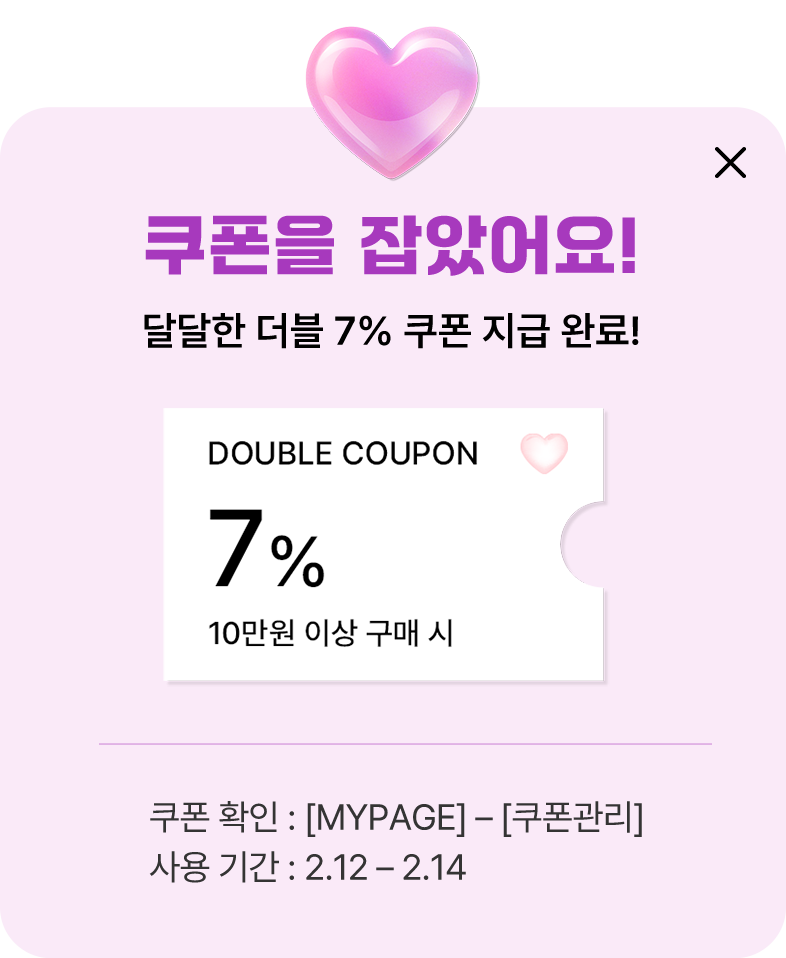 쿠폰을 잡았어요!
달달한 더블 7% 쿠폰 지급 완료!
DOUBLE COUPON
7%
10만원 이상 구매 시
쿠폰 확인 : [MYPAGE] – [쿠폰관리]
사용 기간 : 2.12 – 2.14